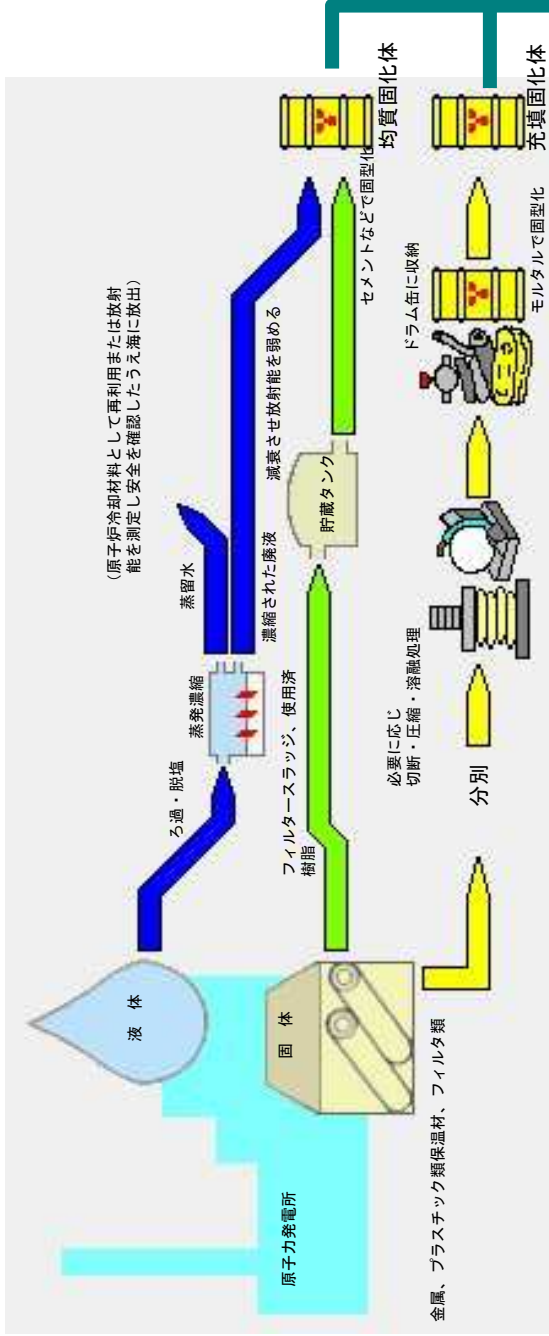 原子力発電所
液 体
固 体
ろ過・脱塩
蒸発濃縮
蒸留水
(原子炉冷却材料として再利用または放射
能を測定し安全を確認したうえ海に放出)
濃縮された廃液
減衰させ放射能を弱める
フィルタースラッジ、使用済
樹脂
貯蔵タンク
セメントなどで固型化
均質固化体
金属、プラスチック類保温材、フィルタ類
分別
必要に応じ
切断・圧縮・溶融処理
ドラム缶に収納
モルタルで固型化
充填固化体